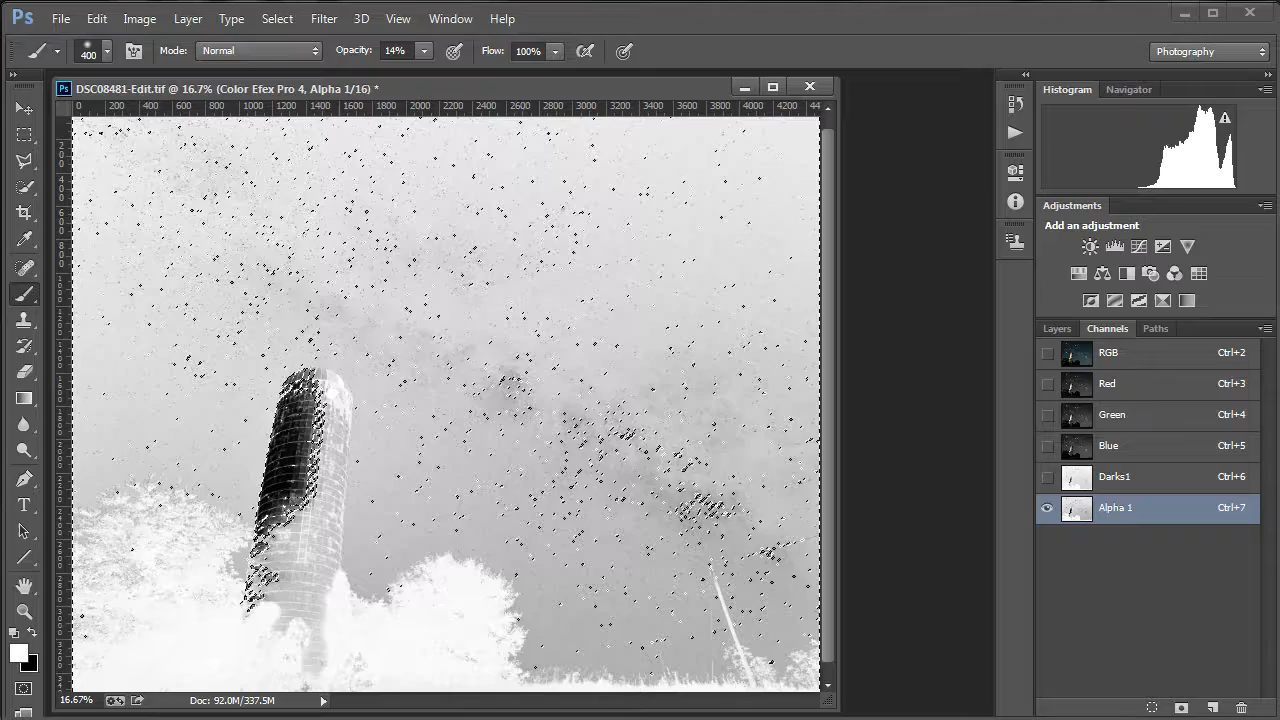 Ps File Edit Image Layer Type Select Filter 3D View Window Help
400 Mode: Normal Opacity: 14% Flow: 100% Photography
DSC08481-Edit.tif @ 16.7% (Color Efex Pro 4, Alpha 1/16) *
0 200 400 600 800 1000 1200 1400 1600 1800 2000 2200 2400 2600 2800 3000 3200 3400 3600 3800 4000 4200 44
Histogram Navigator
Adjustments
Add an adjustment
Layers Channels Paths
RGB Ctrl+2
Red Ctrl+3
Green Ctrl+4
Blue Ctrl+5
Darks1 Ctrl+6
Alpha 1 Ctrl+7
16.67% Doc: 92.0M/337.5M